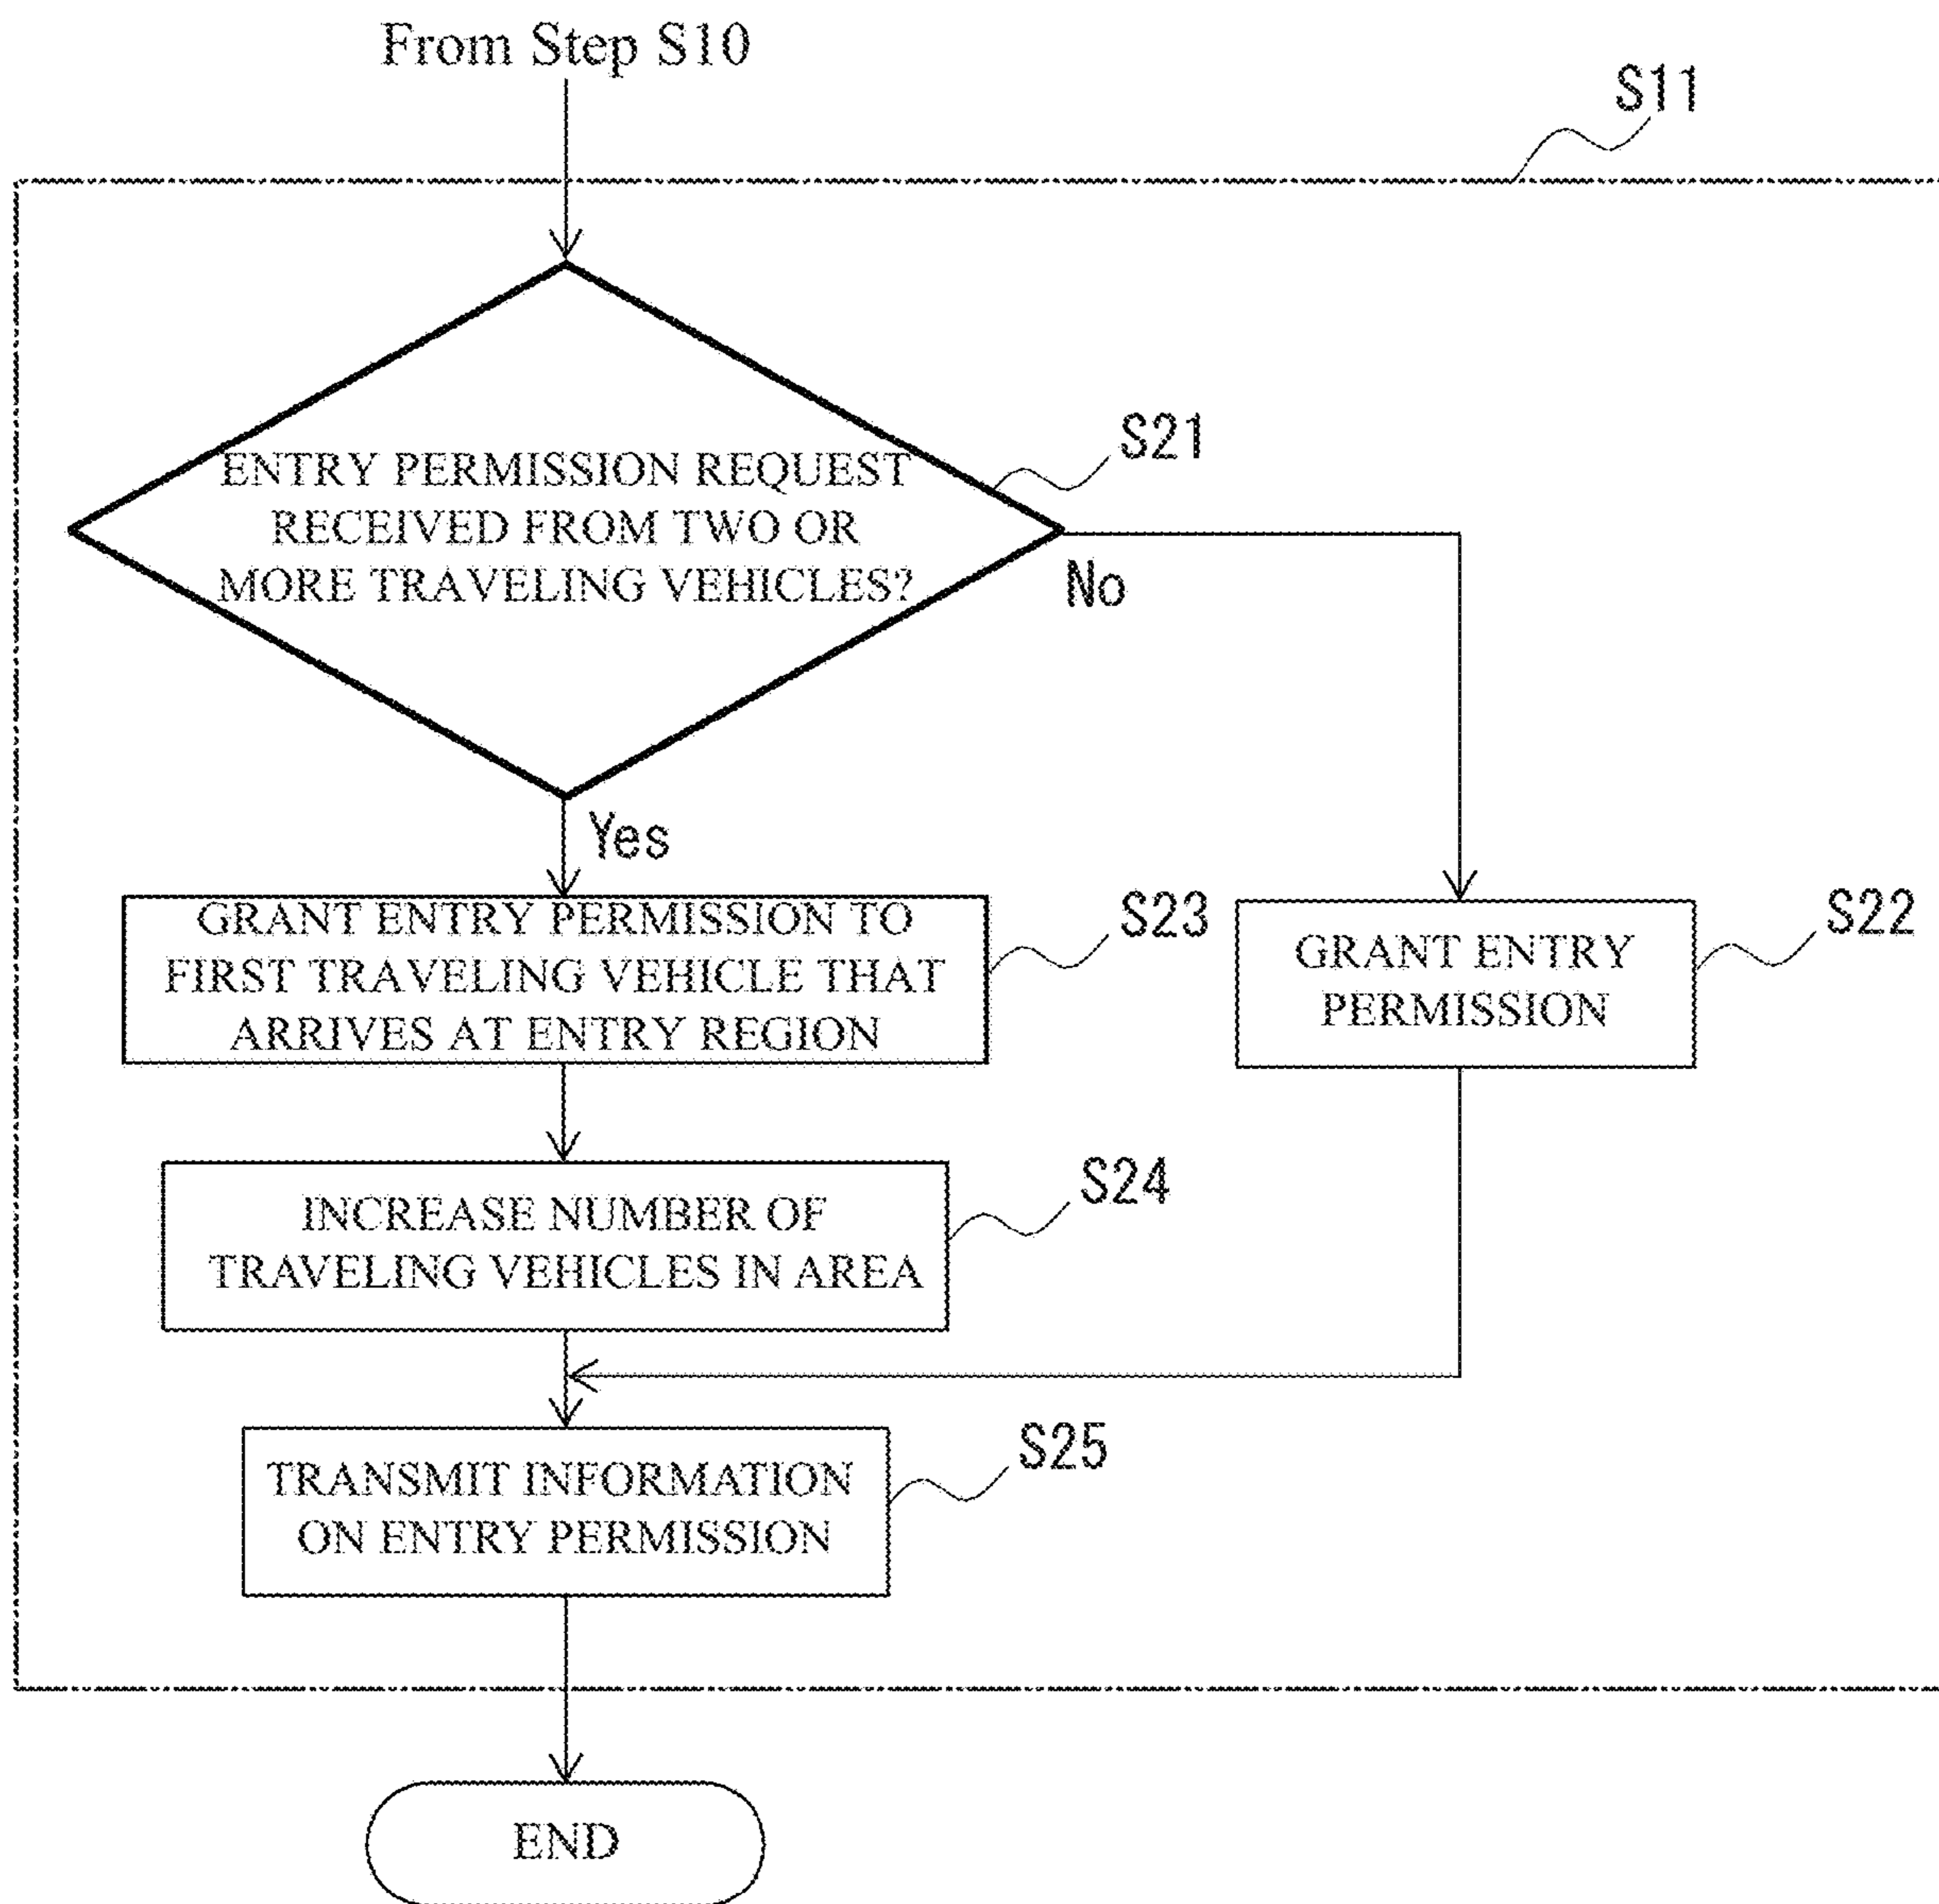 From Step S10
S11
ENTRY PERMISSION REQUEST
RECEIVED FROM TWO OR
MORE TRAVELING VEHICLES?
S21
No
Yes
GRANT ENTRY PERMISSION TO
FIRST TRAVELING VEHICLE THAT
ARRIVES AT ENTRY REGION
S23
GRANT ENTRY
PERMISSION
S22
INCREASE NUMBER OF
TRAVELING VEHICLES IN AREA
S24
TRANSMIT INFORMATION
ON ENTRY PERMISSION
S25
END